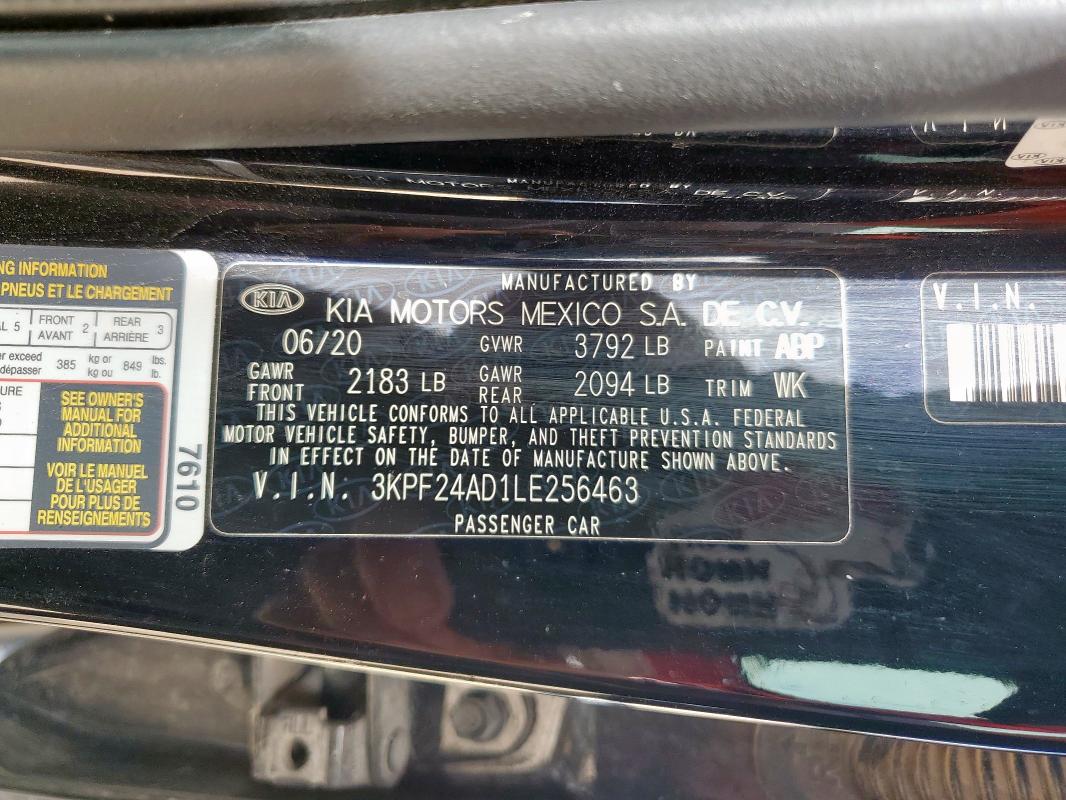 NG INFORMATION
PNEUS ET LE CHARGEMENT
AL 5 FRONT AVANT 2 REAR ARRIÈRE 3
er exceed
dépasser 385 kg or kg ou 849 lbs. lb.
URE
SEE OWNER'S
MANUAL FOR
ADDITIONAL
INFORMATION
VOIR LE MANUEL
DE L'USAGER
POUR PLUS DE
RENSEIGNEMENTS
7610
MANUFACTURED BY
KIA KIA MOTORS MEXICO S.A. DE C.V.
06/20 GVWR 3792 LB PAINT ABP
GAWR FRONT 2183 LB GAWR REAR 2094 LB TRIM WK
THIS VEHICLE CONFORMS TO ALL APPLICABLE U.S.A. FEDERAL
MOTOR VEHICLE SAFETY, BUMPER, AND THEFT PREVENTION STANDARDS
IN EFFECT ON THE DATE OF MANUFACTURE SHOWN ABOVE.
V.I.N. 3KPF24AD1LE256463
PASSENGER CAR
V.I.N.